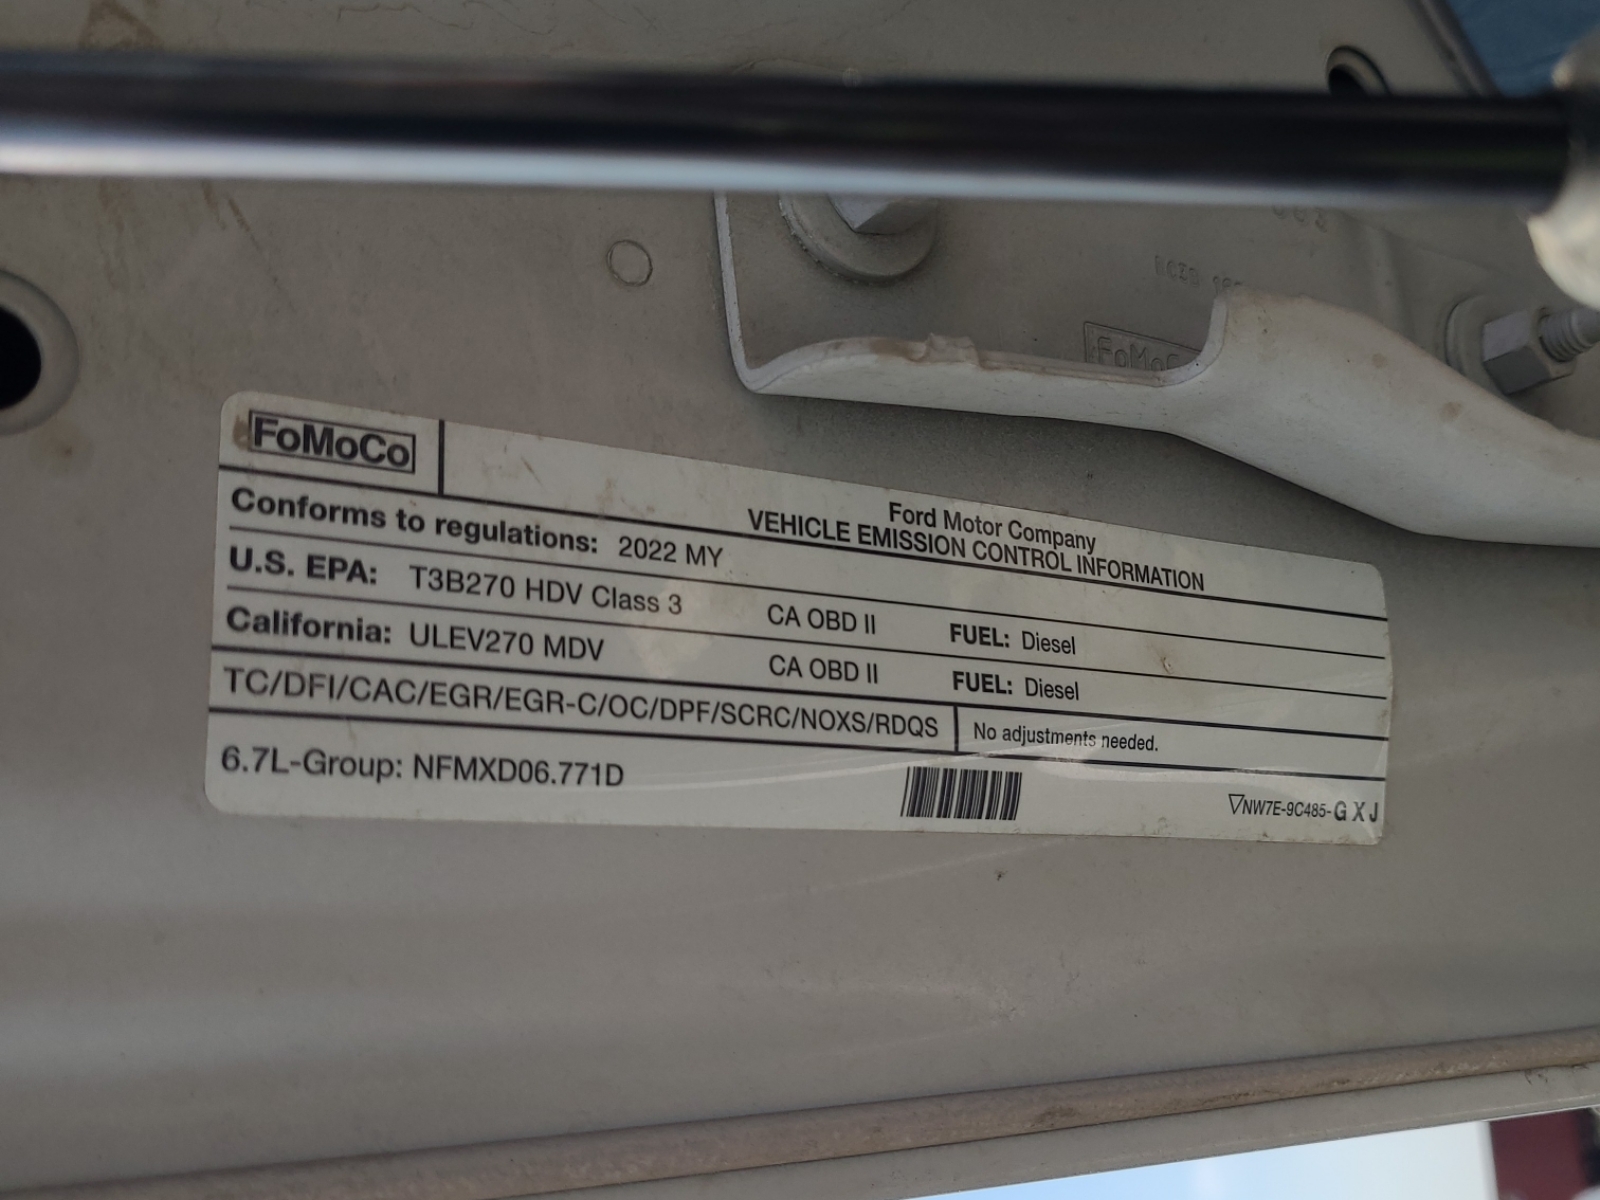 FoMoCo
FoMoCo
Ford Motor Company
VEHICLE EMISSION CONTROL INFORMATION
Conforms to regulations: 2022 MY
U.S. EPA: T3B270 HDV Class 3 CA OBD II FUEL: Diesel
California: ULEV270 MDV CA OBD II FUEL: Diesel
TC/DFI/CAC/EGR/EGR-C/OC/DPF/SCRC/NOXS/RDQS No adjustments needed.
6.7L-Group: NFMXD06.771D
NW7E-9C485-G X J